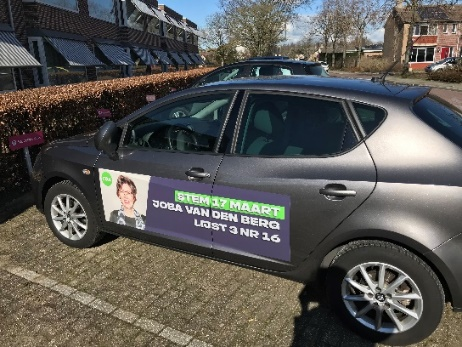 STEM 17 MAART
JOBA VAN DEN BERG
LIJST 3 NR 16